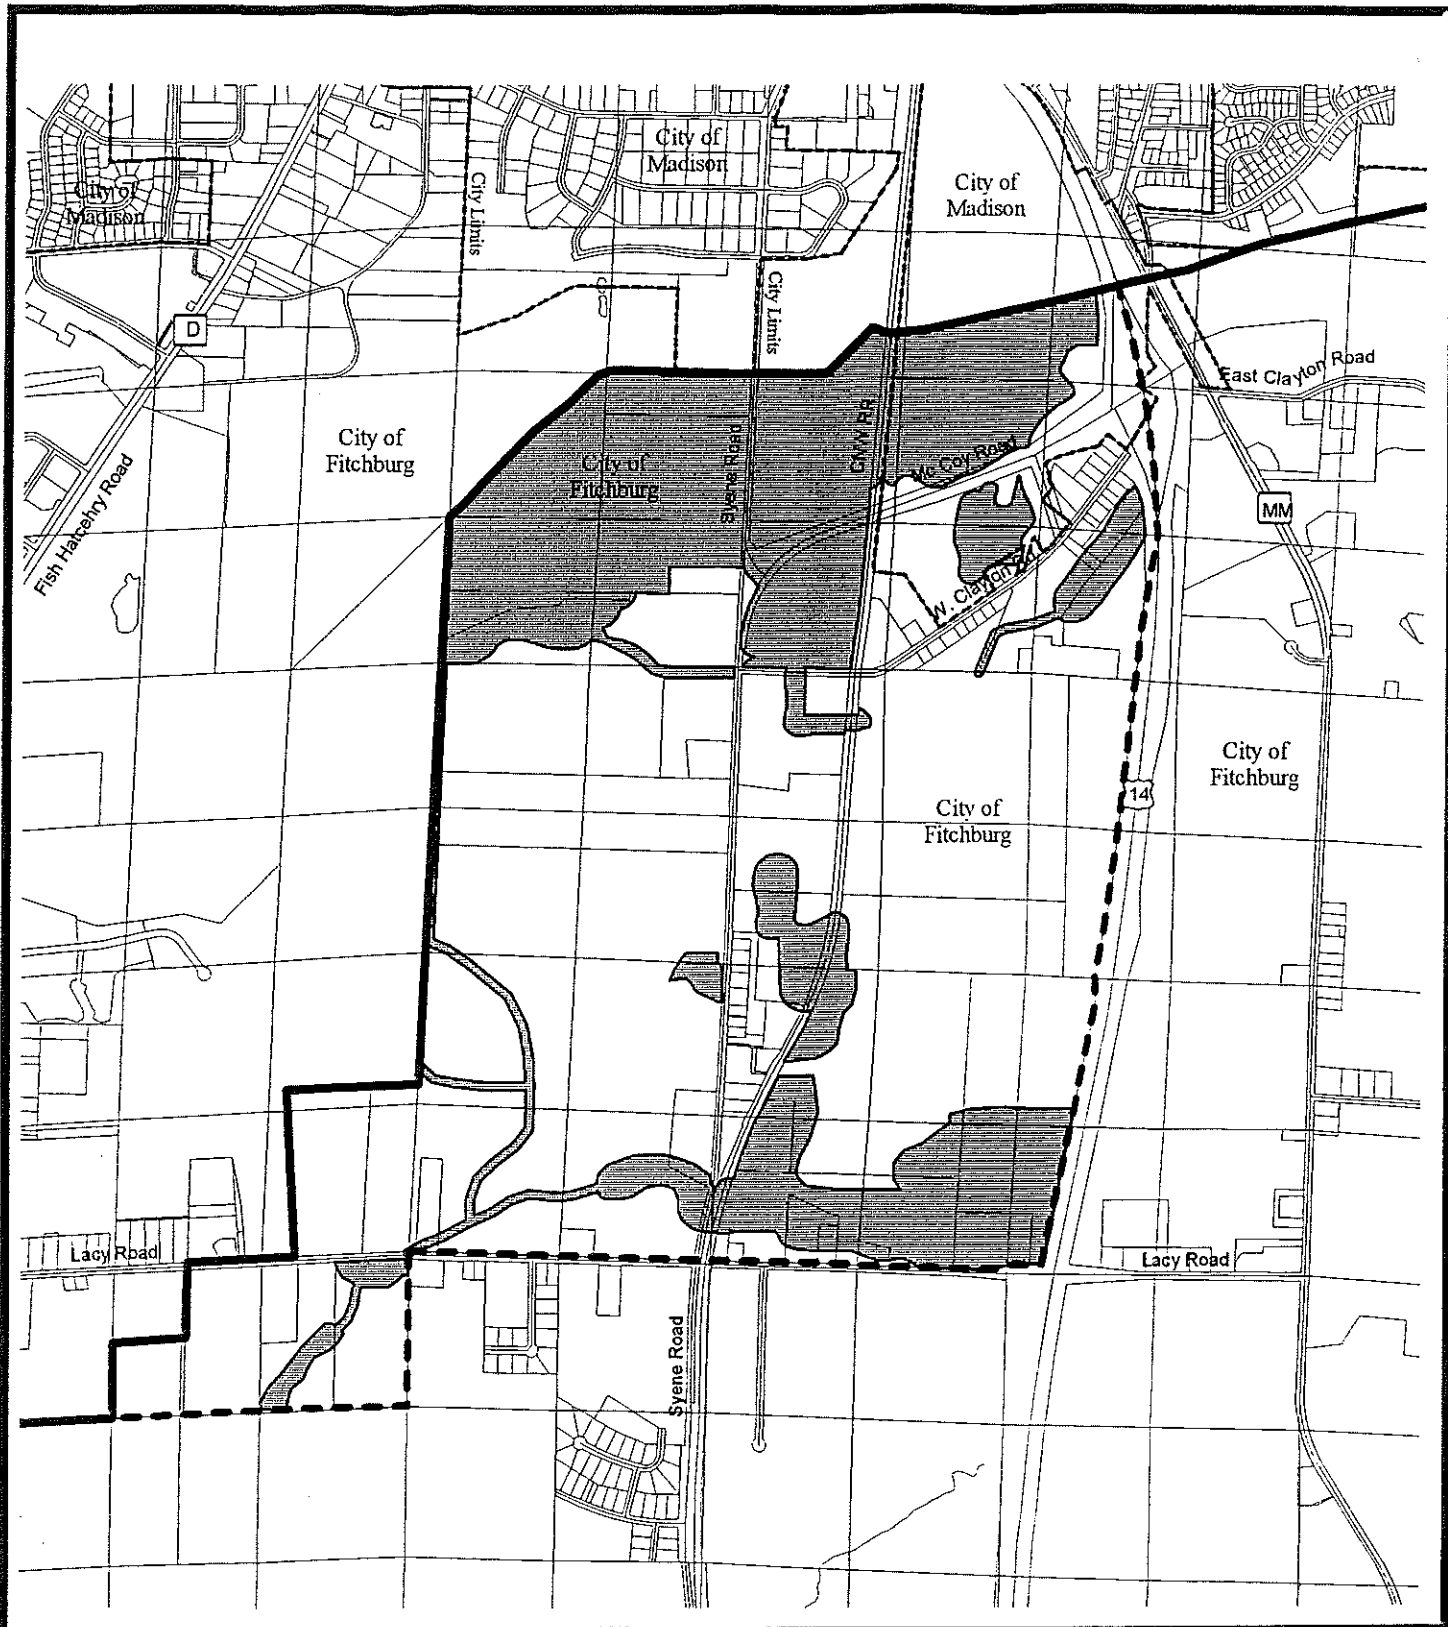 City of
Madison
City of
Madison
City Limits
City of
Madison
City Limits
D
East Clayton Road
City of
Fitchburg
City of
Fitchburg
Syene Road
CNW RR
Mc Coy Road
MM
Fish Hatcehry Road
W. Clayton Rd
City of
Fitchburg
14
City of
Fitchburg
Lacy Road
Lacy Road
Syene Road